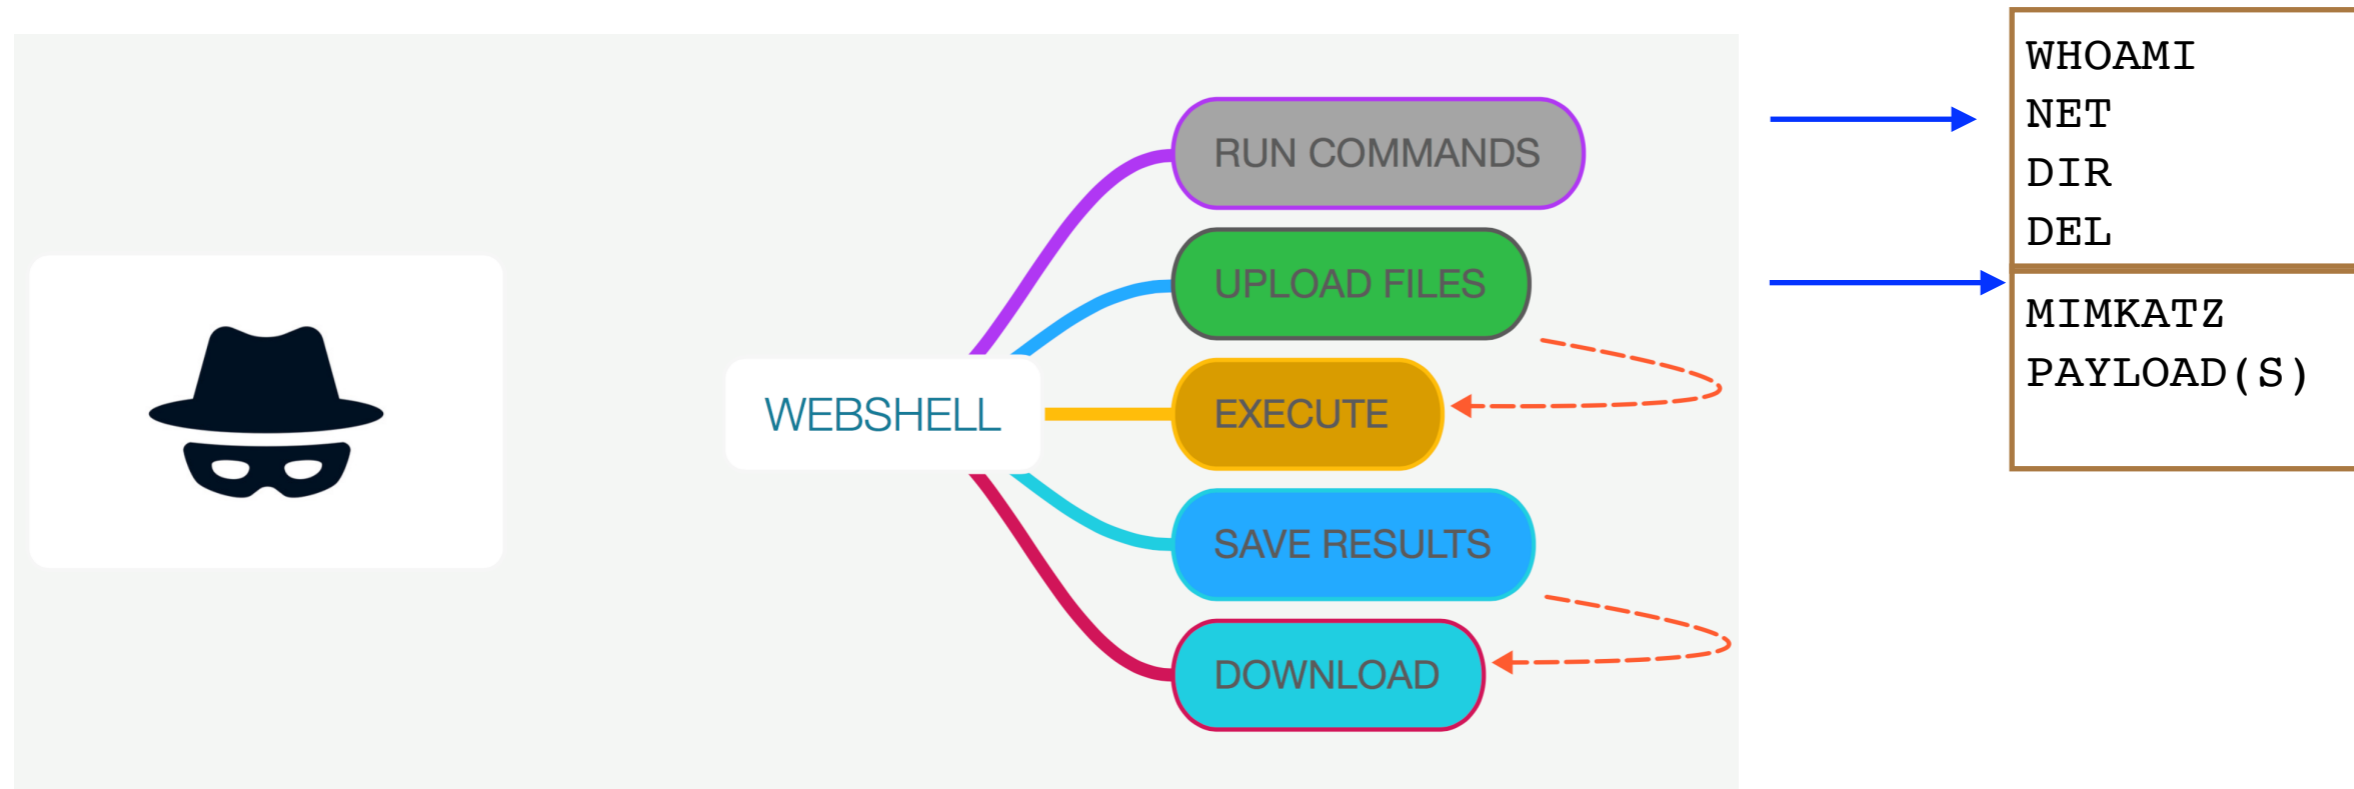 WEBSHELL
RUN COMMANDS
UPLOAD FILES
EXECUTE
SAVE RESULTS
DOWNLOAD
WHOAMI
NET
DIR
DEL
MIMKATZ
PAYLOAD(S)